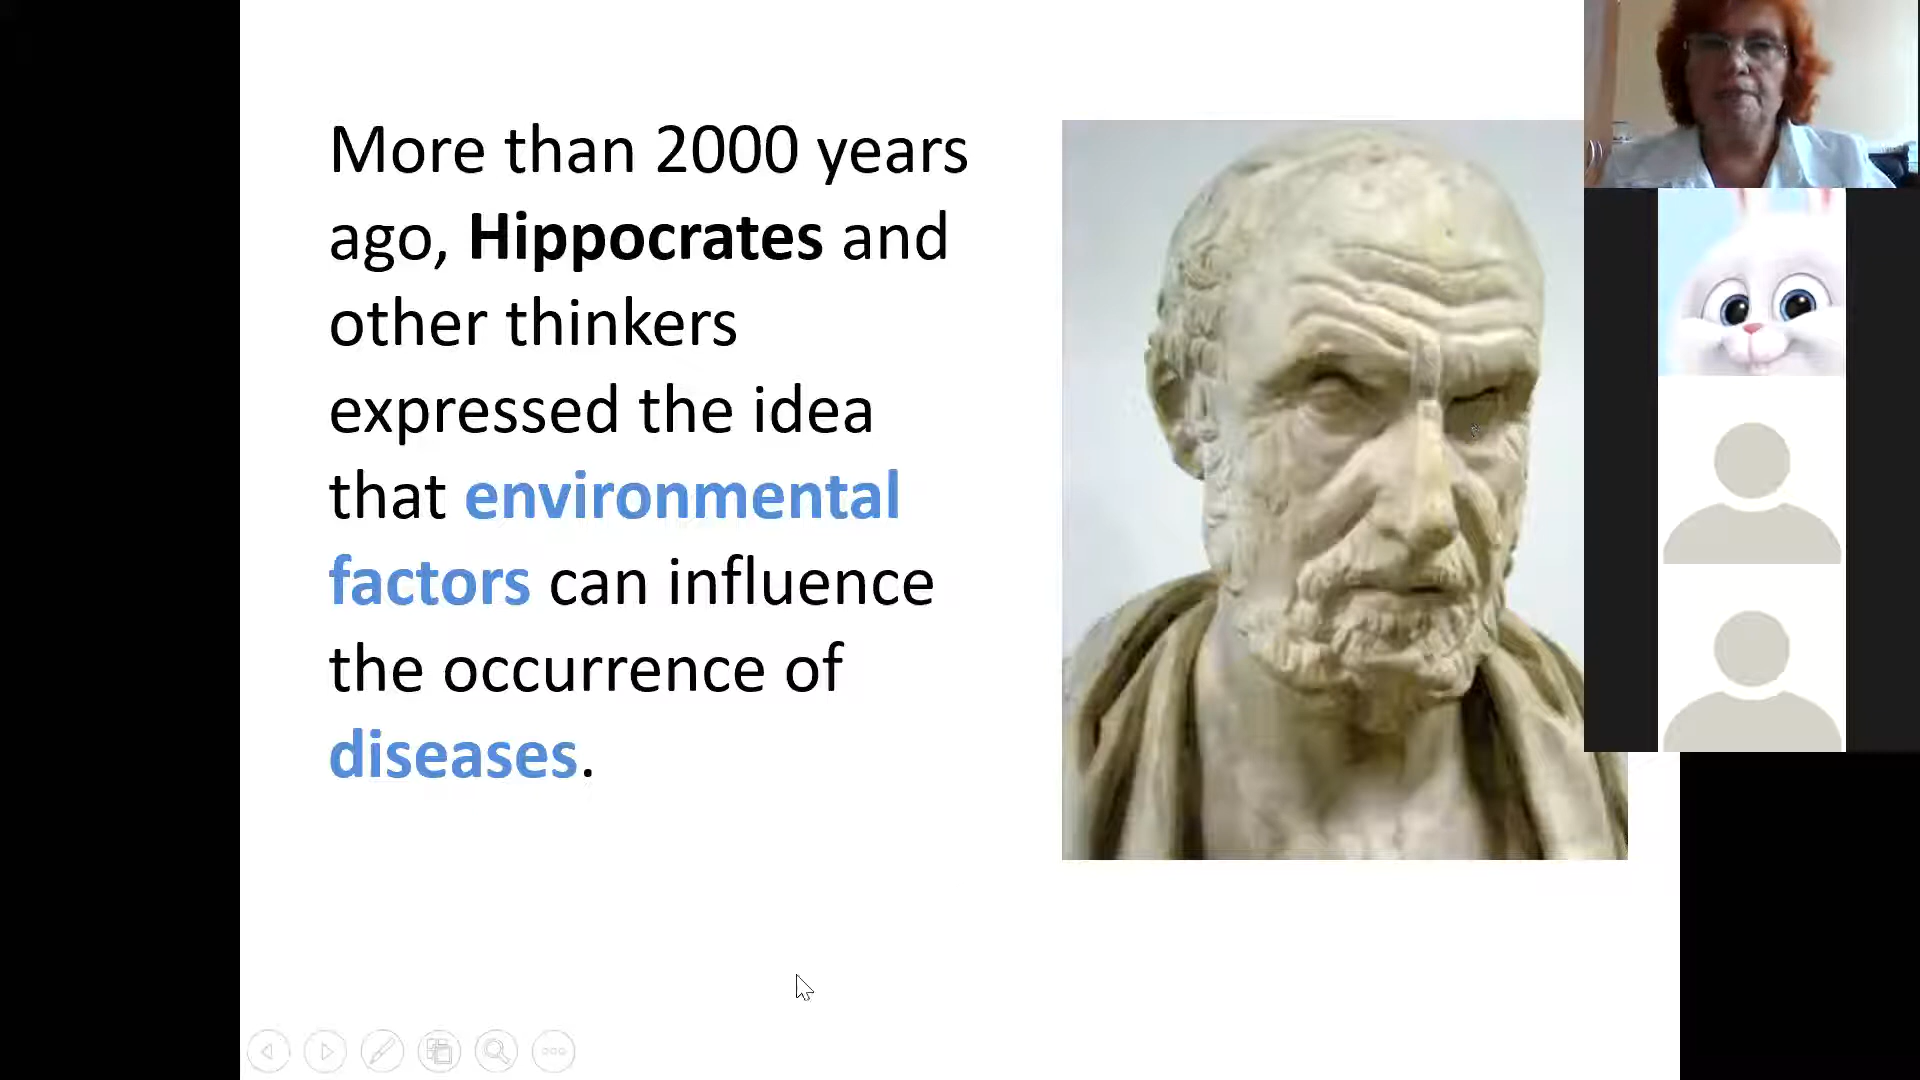 More than 2000 years
ago, Hippocrates and
other thinkers
expressed the idea
that environmental
factors can influence
the occurrence of
diseases.